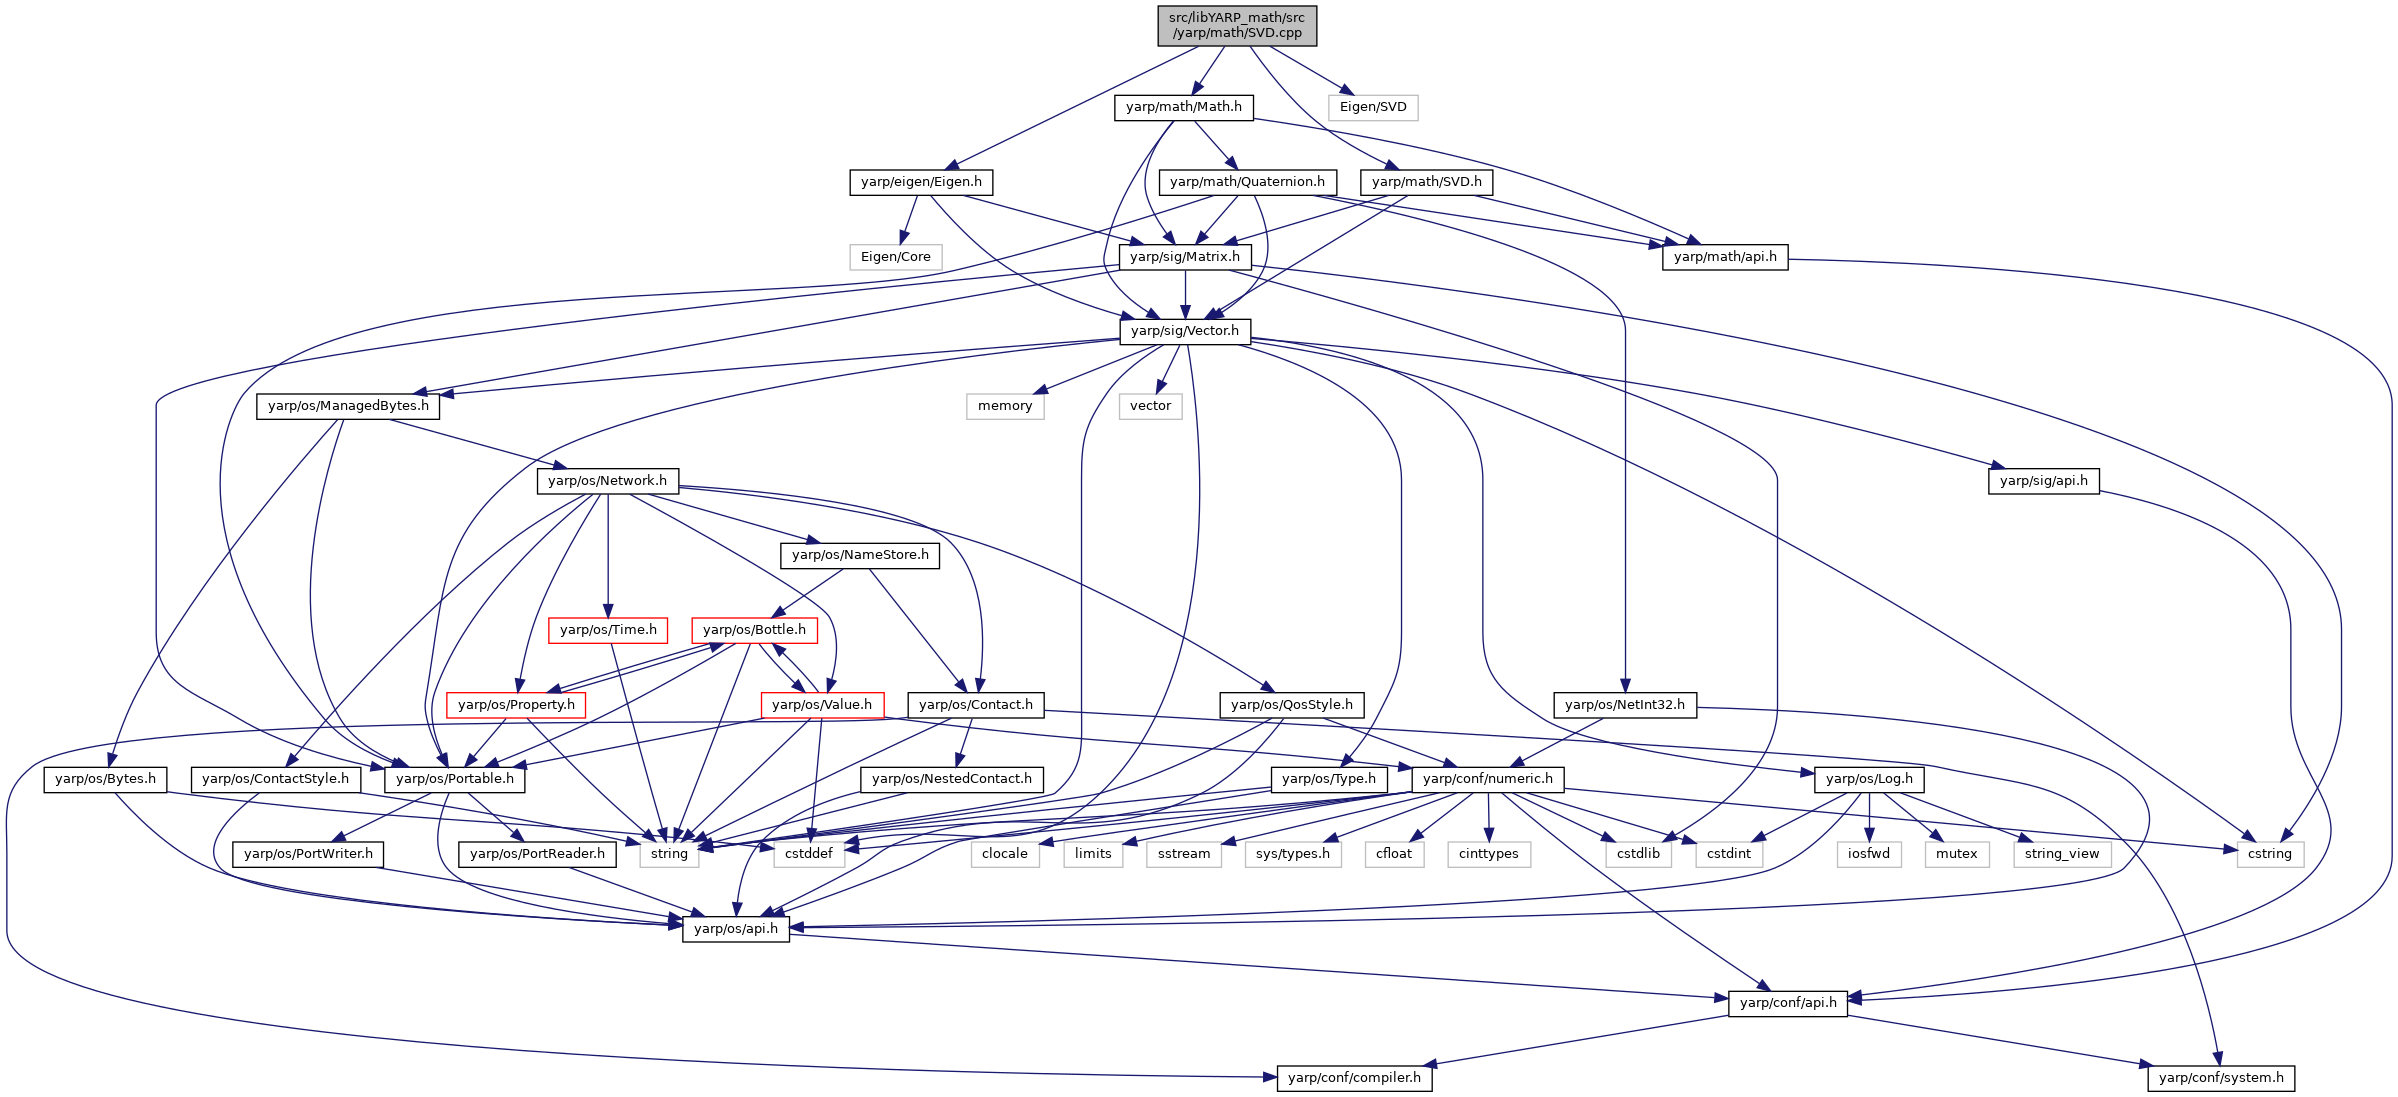 src/libYARP_math/src
/yarp/math/SVD.cpp
yarp/math/Math.h
Eigen/SVD
yarp/eigen/Eigen.h
yarp/math/Quaternion.h
yarp/math/SVD.h
Eigen/Core
yarp/sig/Matrix.h
yarp/math/api.h
yarp/sig/Vector.h
yarp/os/ManagedBytes.h
memory
vector
yarp/os/Network.h
yarp/sig/api.h
yarp/os/NameStore.h
yarp/os/Time.h
yarp/os/Bottle.h
yarp/os/Property.h
yarp/os/Value.h
yarp/os/Contact.h
yarp/os/QosStyle.h
yarp/os/NetInt32.h
yarp/os/Bytes.h
yarp/os/ContactStyle.h
yarp/os/Portable.h
yarp/os/NestedContact.h
yarp/os/Type.h
yarp/conf/numeric.h
yarp/os/Log.h
yarp/os/PortWriter.h
yarp/os/PortReader.h
string
cstddef
clocale
limits
sstream
sys/types.h
cfloat
cinttypes
cstdlib
cstdint
iosfwd
mutex
string_view
cstring
yarp/os/api.h
yarp/conf/api.h
yarp/conf/compiler.h
yarp/conf/system.h